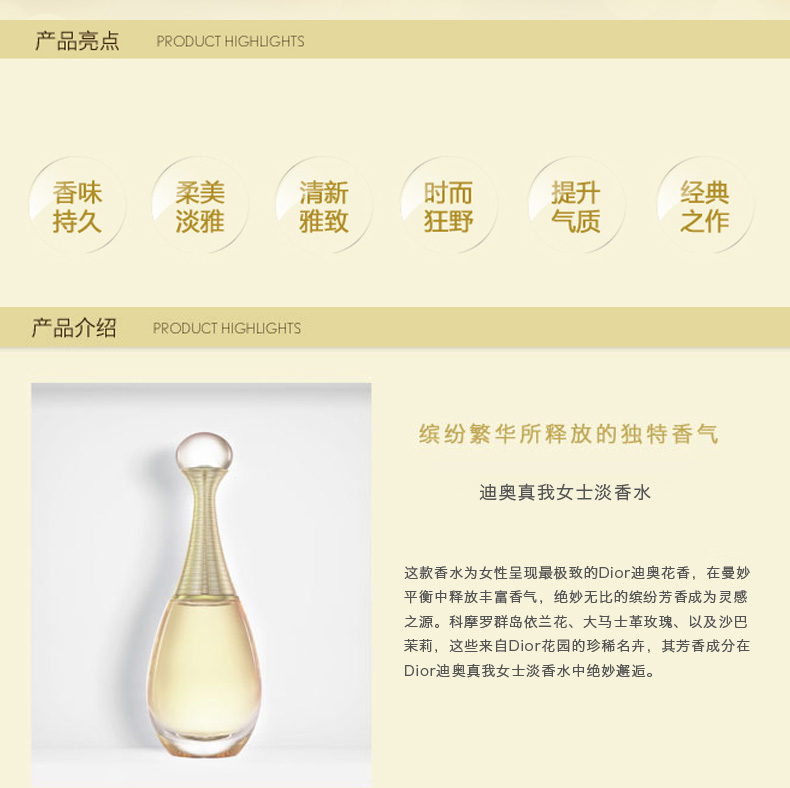 产品亮点 PRODUCT HIGHLIGHTS
香味
持久
柔美
淡雅
清新
雅致
时而
狂野
提升
气质
经典
之作
产品介绍 PRODUCT HIGHLIGHTS
缤纷繁华所释放的独特香气
迪奥真我女士淡香水
这款香水为女性呈现最极致的Dior迪奥花香，在曼妙
平衡中释放丰富香气，绝妙无比的缤纷芳香成为灵感
之源。科摩罗群岛依兰花、大马士革玫瑰、以及沙巴
茉莉，这些来自Dior花园的珍稀名卉，其芳香成分在
Dior迪奥真我女士淡香水中绝妙邂逅。